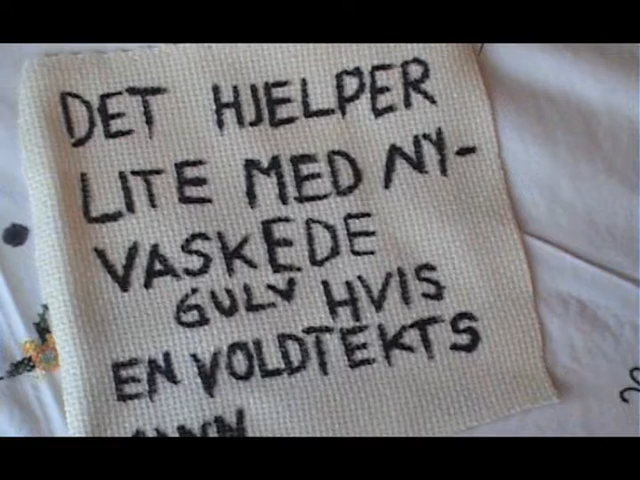 DET HJELPER
LITE MED NY-
VASKEDE
GULV HVIS
EN VOLDTEKTS